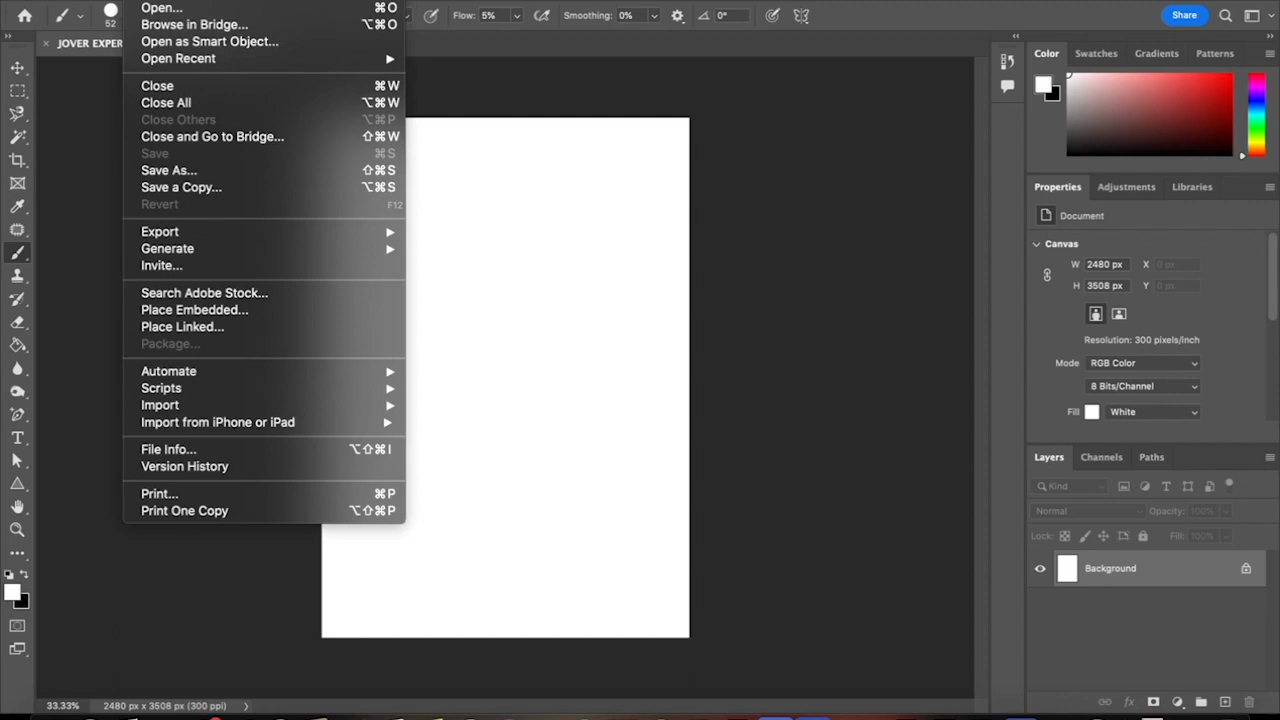 52
Flow: 5%
Smoothing: 0%
0°
Share
JOVER EXPER
Open... ⌘O
Browse in Bridge... ⌥⌘O
Open as Smart Object...
Open Recent
Close ⌘W
Close All ⌥⌘W
Close Others ⌥⌘P
Close and Go to Bridge... ⇧⌘W
Save ⌘S
Save As... ⇧⌘S
Save a Copy... ⌥⌘S
Revert F12
Export
Generate
Invite...
Search Adobe Stock...
Place Embedded...
Place Linked...
Package...
Automate
Scripts
Import
Import from iPhone or iPad
File Info... ⌥⇧⌘I
Version History
Print... ⌘P
Print One Copy ⌥⇧⌘P
Color Swatches Gradients Patterns
Properties Adjustments Libraries
Document
Canvas
W 2480 px X 0 px
H 3508 px Y 0 px
Resolution: 300 pixels/inch
Mode RGB Color
8 Bits/Channel
Fill White
Layers Channels Paths
Kind
Normal Opacity: 100%
Lock: Fill: 100%
Background
33.33% 2480 px x 3508 px (300 ppi)